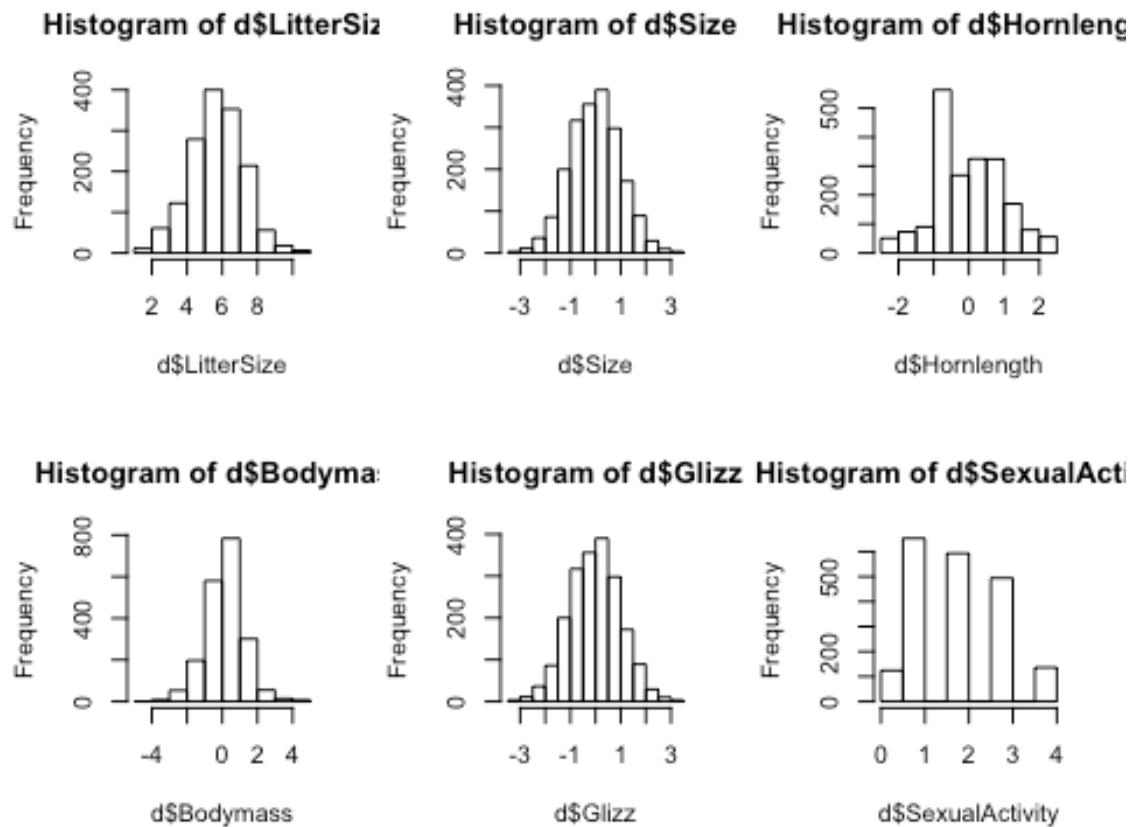 Histogram of d$LitterSiz
Frequency
0 200 400
2 4 6 8
d$LitterSize
Histogram of d$Size
Frequency
0 200 400
-3 -1 1 3
d$Size
Histogram of d$Hornleng
Frequency
0 200 500
-2 0 1 2
d$Hornlength
Histogram of d$Bodymas
Frequency
0 400 800
-4 0 2 4
d$Bodymass
Histogram of d$Glizz
Frequency
0 200 400
-3 -1 1 3
d$Glizz
Histogram of d$SexualActi
Frequency
0 200 500
0 1 2 3 4
d$SexualActivity